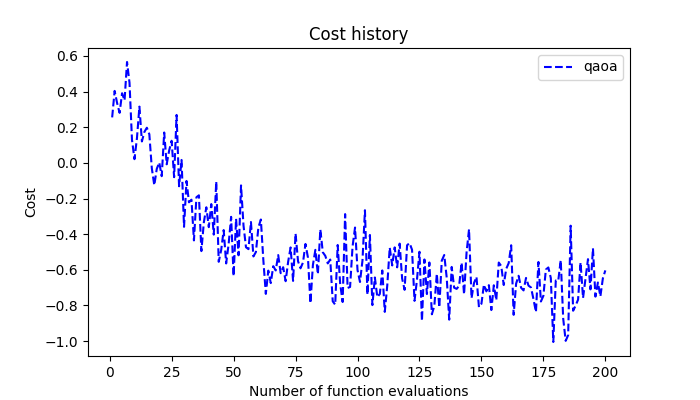 Cost history
qaoa
Cost
0.6
0.4
0.2
0.0
−0.2
−0.4
−0.6
−0.8
−1.0
0 25 50 75 100 125 150 175 200
Number of function evaluations